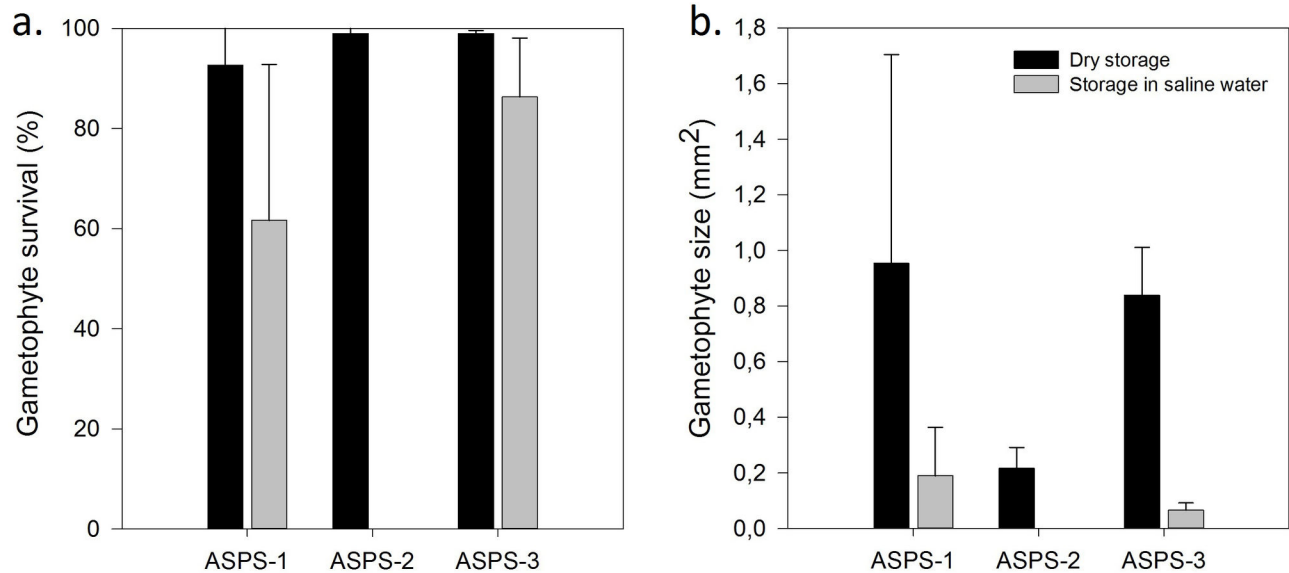 a.
Gametophyte survival (%)
100
80
60
40
20
0
ASPS-1 ASPS-2 ASPS-3
b.
Gametophyte size (mm²)
1,8
1,6
1,4
1,2
1,0
0,8
0,6
0,4
0,2
0,0
Dry storage
Storage in saline water
ASPS-1 ASPS-2 ASPS-3